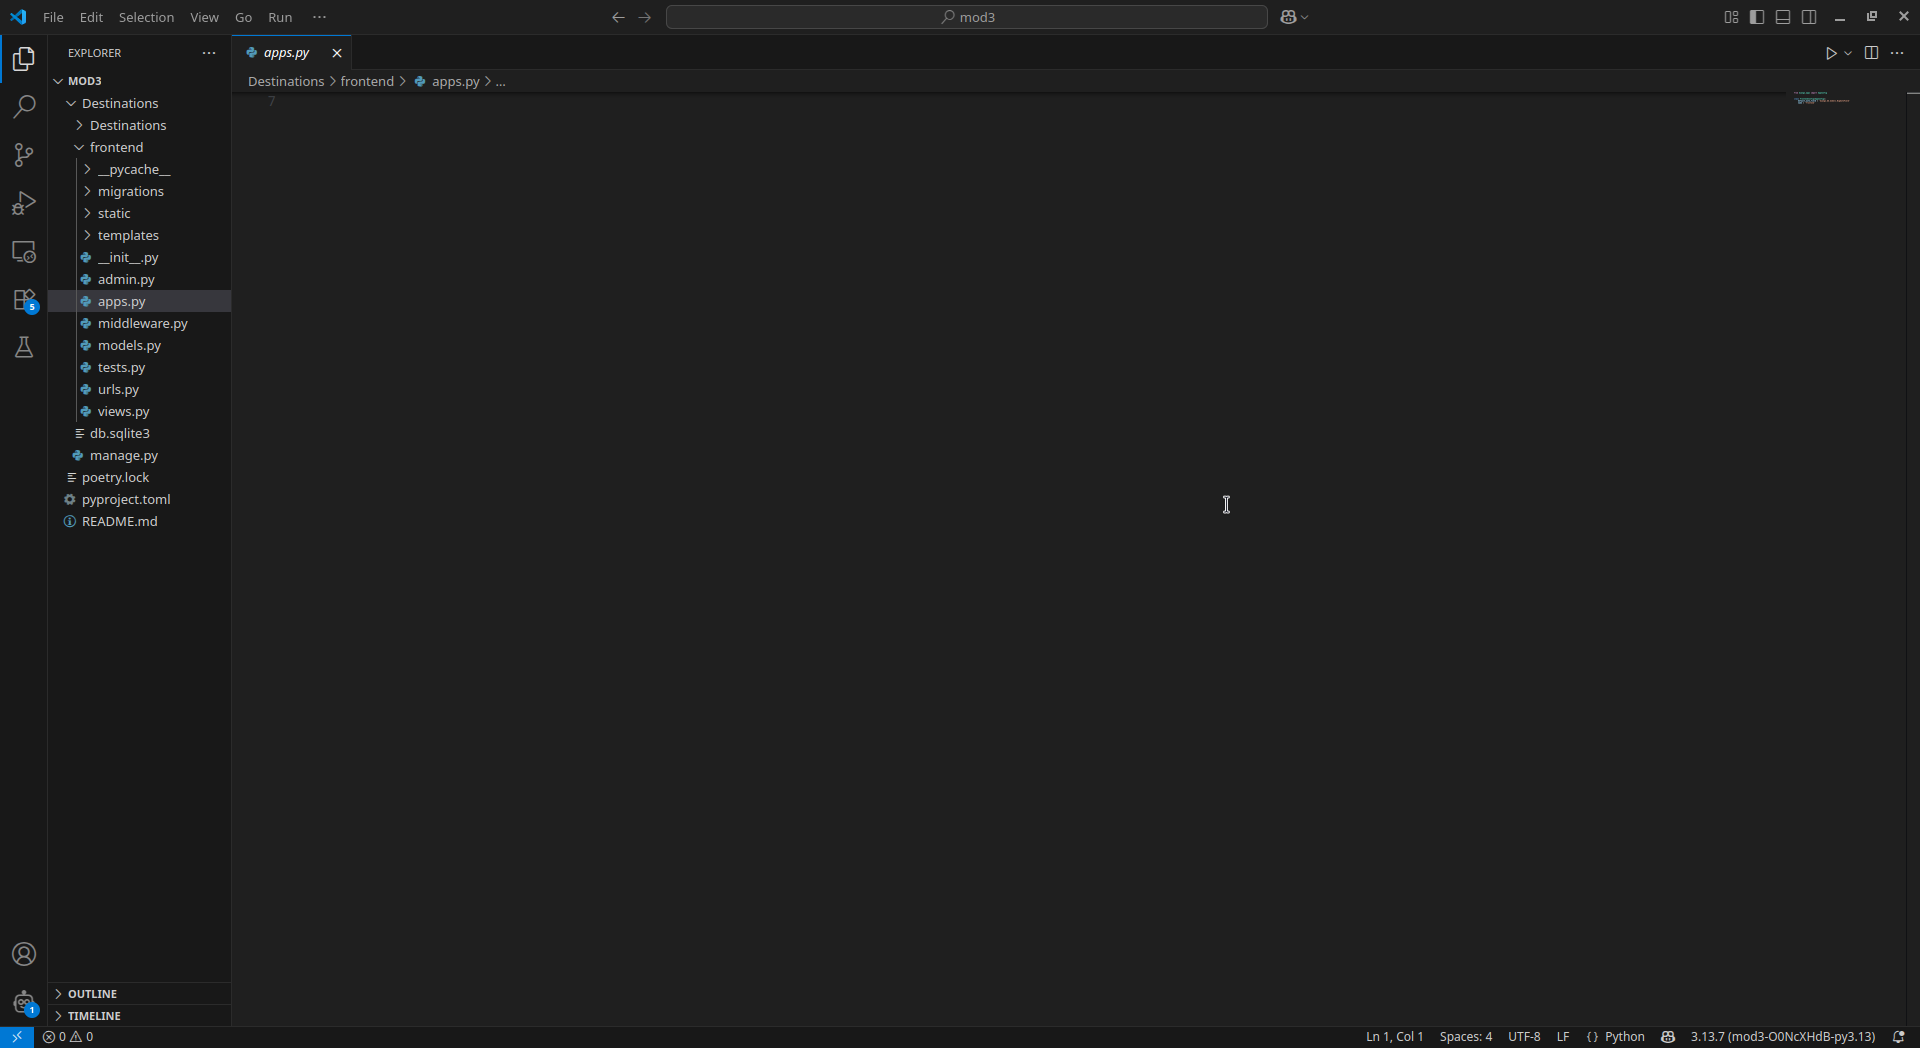 File Edit Selection View Go Run ···
mod3
EXPLORER ···
MOD3
Destinations
Destinations
frontend
__pycache__
migrations
static
templates
__init__.py
admin.py
apps.py
middleware.py
models.py
tests.py
urls.py
views.py
db.sqlite3
manage.py
poetry.lock
pyproject.toml
README.md
OUTLINE
TIMELINE
5
1
apps.py
Destinations > frontend > apps.py > ...
7
0 0
Ln 1, Col 1 Spaces: 4 UTF-8 LF {} Python 3.13.7 (mod3-O0NcXHdB-py3.13)